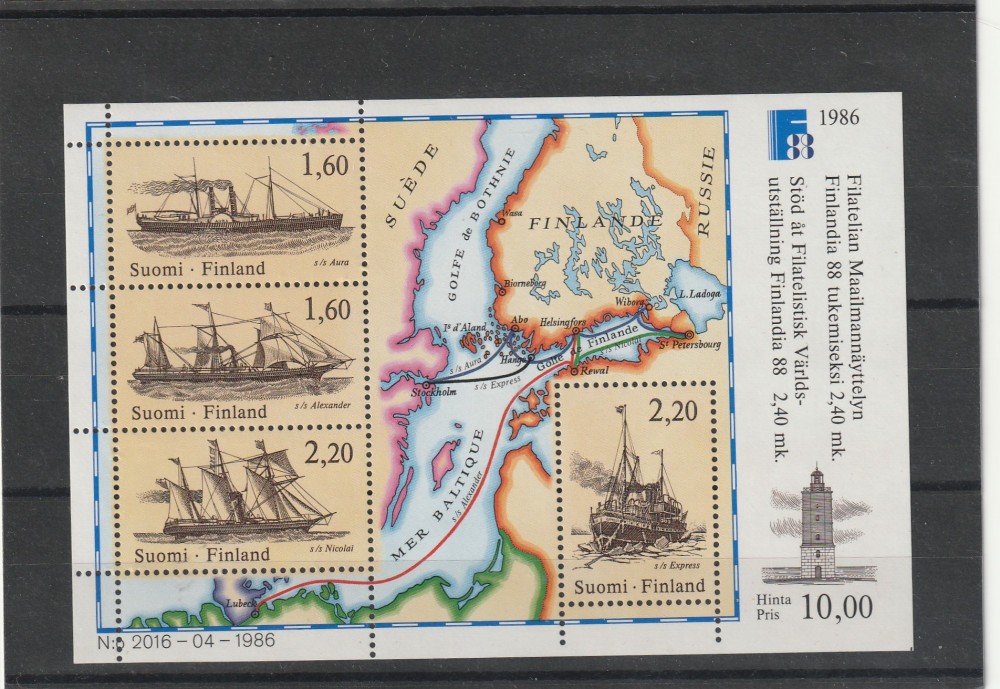 1,60
Suomi · Finland
s/s Aura
1,60
Suomi · Finland
s/s Alexander
2,20
Suomi · Finland
s/s Nicolai
SUÈDE
GOLFE de BOTHNIE
FINLANDE
RUSSIE
Wasa
Biorneborg
Iˢ d'Aland
Abo
Hangö
Helsingfors
Wiborg
L. Ladoga
Sᵗ Petersbourg
Golfe de Finlande
s/s Nicolai
Rewal
s/s Aura
s/s Express
Stockholm
MER BALTIQUE
s/s Alexander
Lubeck
2,20
s/s Express
Suomi · Finland
88
1986
Filatelian Maailmannäyttelyn
Finlandia 88 tukemiseksi 2,40 mk.
Stöd åt Filatelistisk Världs-
utställning Finlandia 88 2,40 mk.
Hinta
Pris
10,00
N:o 2016 – 04 – 1986